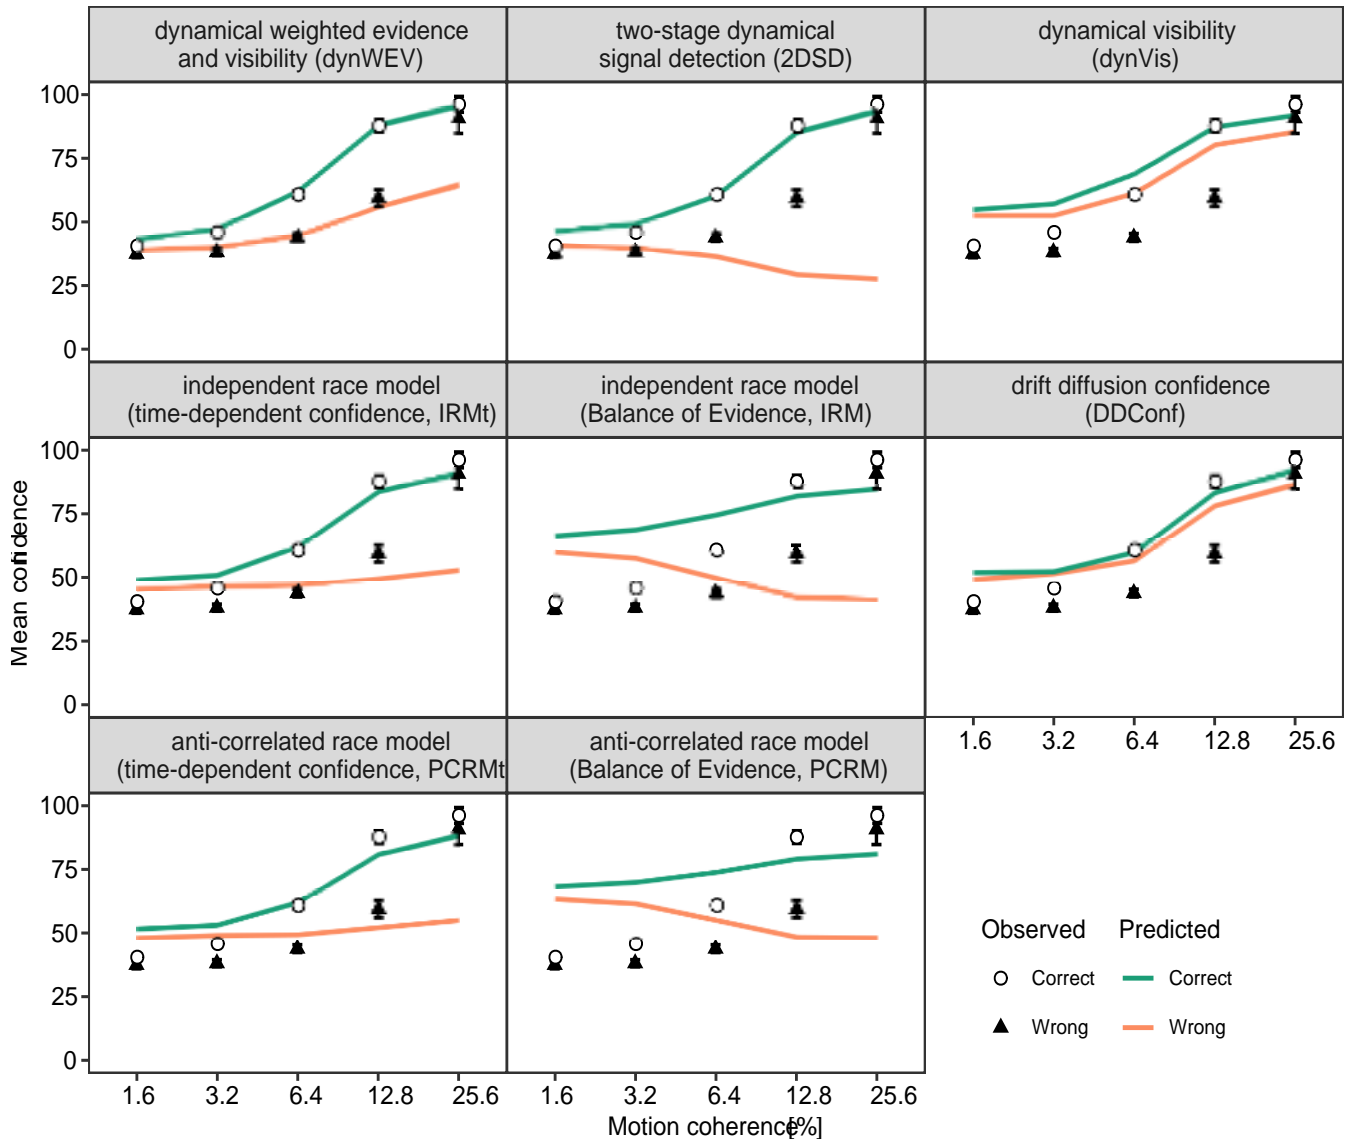 dynamical weighted evidence
and visibility (dynWEV)
two-stage dynamical
signal detection (2DSD)
dynamical visibility
(dynVis)
100
75
50
25
0
independent race model
(time-dependent confidence, IRMt)
independent race model
(Balance of Evidence, IRM)
drift diffusion confidence
(DDConf)
100
75
50
25
0
Mean confidence
1.6 3.2 6.4 12.8 25.6
anti-correlated race model
(time-dependent confidence, PCRMt
anti-correlated race model
(Balance of Evidence, PCRM)
100
75
50
25
0
1.6 3.2 6.4 12.8 25.6
1.6 3.2 6.4 12.8 25.6
Motion coherence[%]
Observed Predicted
Correct Correct
Wrong Wrong